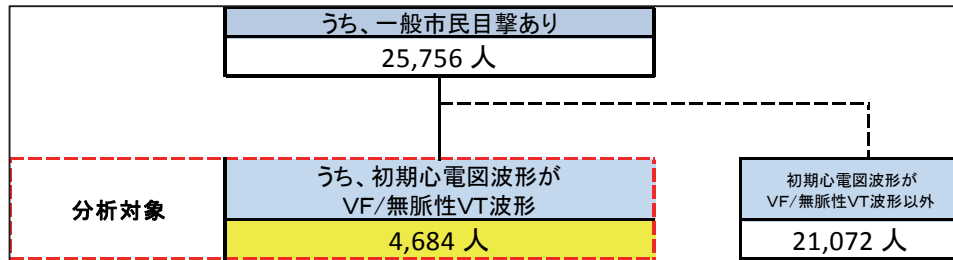 うち、一般市民目撃あり
25,756 人
分析対象
うち、初期心電図波形が
VF/無脈性VT波形
4,684 人
初期心電図波形が
VF/無脈性VT波形以外
21,072 人